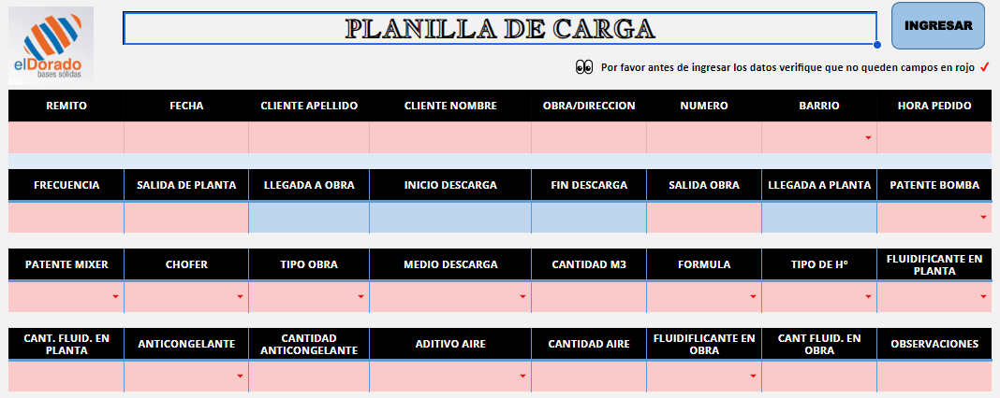 elDorado
bases sólidas
PLANILLA DE CARGA
INGRESAR
Por favor antes de ingresar los datos verifique que no queden campos en rojo
REMITO FECHA CLIENTE APELLIDO CLIENTE NOMBRE OBRA/DIRECCION NUMERO BARRIO HORA PEDIDO
FRECUENCIA SALIDA DE PLANTA LLEGADA A OBRA INICIO DESCARGA FIN DESCARGA SALIDA OBRA LLEGADA A PLANTA PATENTE BOMBA
PATENTE MIXER CHOFER TIPO OBRA MEDIO DESCARGA CANTIDAD M3 FORMULA TIPO DE Hº FLUIDIFICANTE EN PLANTA
CANT. FLUID. EN PLANTA ANTICONGELANTE CANTIDAD ANTICONGELANTE ADITIVO AIRE CANTIDAD AIRE FLUIDIFLICANTE EN OBRA CANT FLUID. EN OBRA OBSERVACIONES